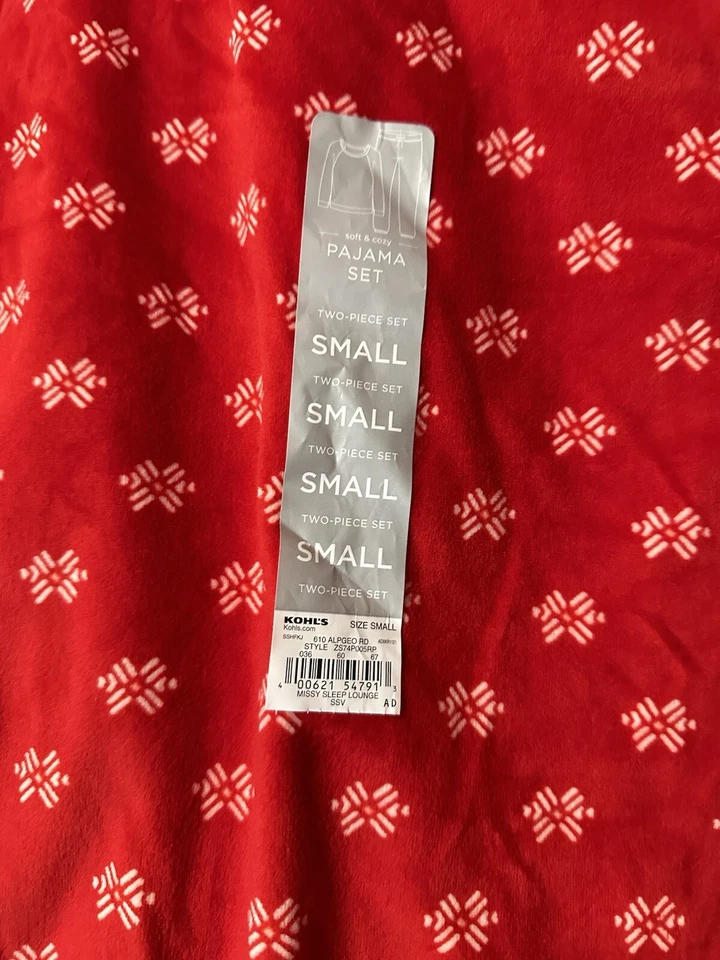 soft & cozy
PAJAMA
SET
TWO-PIECE SET
SMALL
TWO-PIECE SET
SMALL
TWO-PIECE SET
SMALL
TWO-PIECE SET
SMALL
TWO-PIECE SET
KOHL'S SIZE SMALL
Kohls.com
SSHFKJ 610 ALPGEO RD
STYLE ZS74P005RP
036 60 67
4 00621 54791 3
MISSY SLEEP LOUNGE
SSV AD